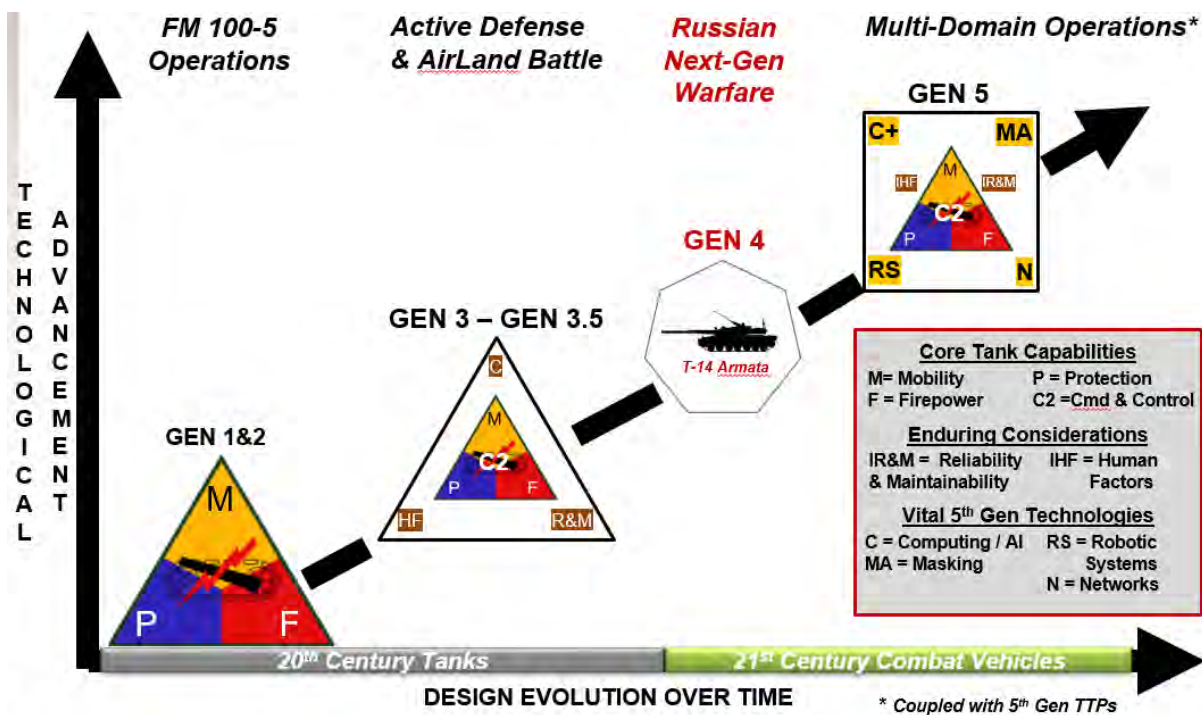 FM 100-5
Operations
Active Defense
& AirLand Battle
Russian
Next-Gen
Warfare
Multi-Domain Operations*
TECHNOLOGICAL
ADVANCEMENT
GEN 1&2
M
P
F
GEN 3 – GEN 3.5
C
M
C2
P
F
HF
R&M
GEN 4
T-14 Armata
GEN 5
C+
MA
IHF
IR&M
M
C2
P
F
RS
N
Core Tank Capabilities
M= Mobility P = Protection
F = Firepower C2 =Cmd & Control
Enduring Considerations
IR&M = Reliability IHF = Human
& Maintainability Factors
Vital 5th Gen Technologies
C = Computing / AI RS = Robotic
MA = Masking Systems
N = Networks
20th Century Tanks
21st Century Combat Vehicles
DESIGN EVOLUTION OVER TIME
* Coupled with 5th Gen TTPs